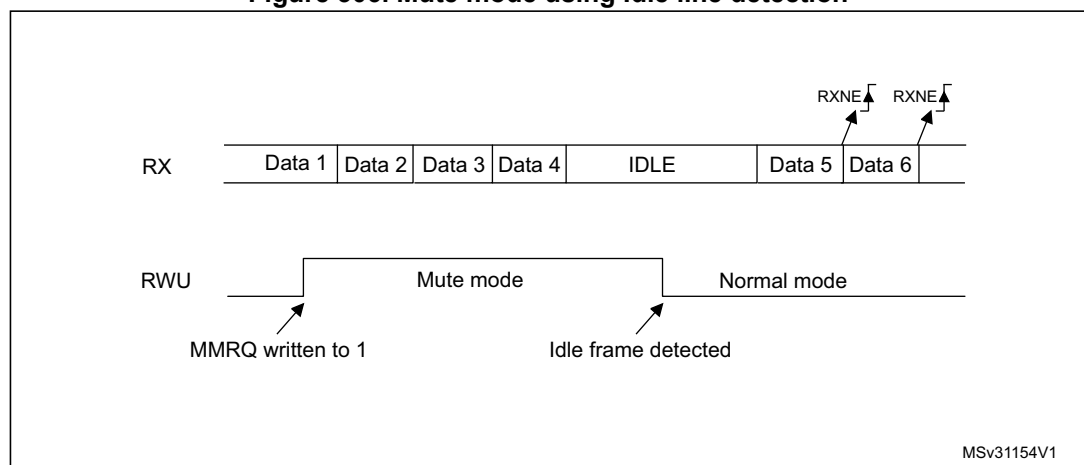 RXNE RXNE
RX Data 1 Data 2 Data 3 Data 4 IDLE Data 5 Data 6
RWU Mute mode Normal mode
MMRQ written to 1 Idle frame detected
MSv31154V1